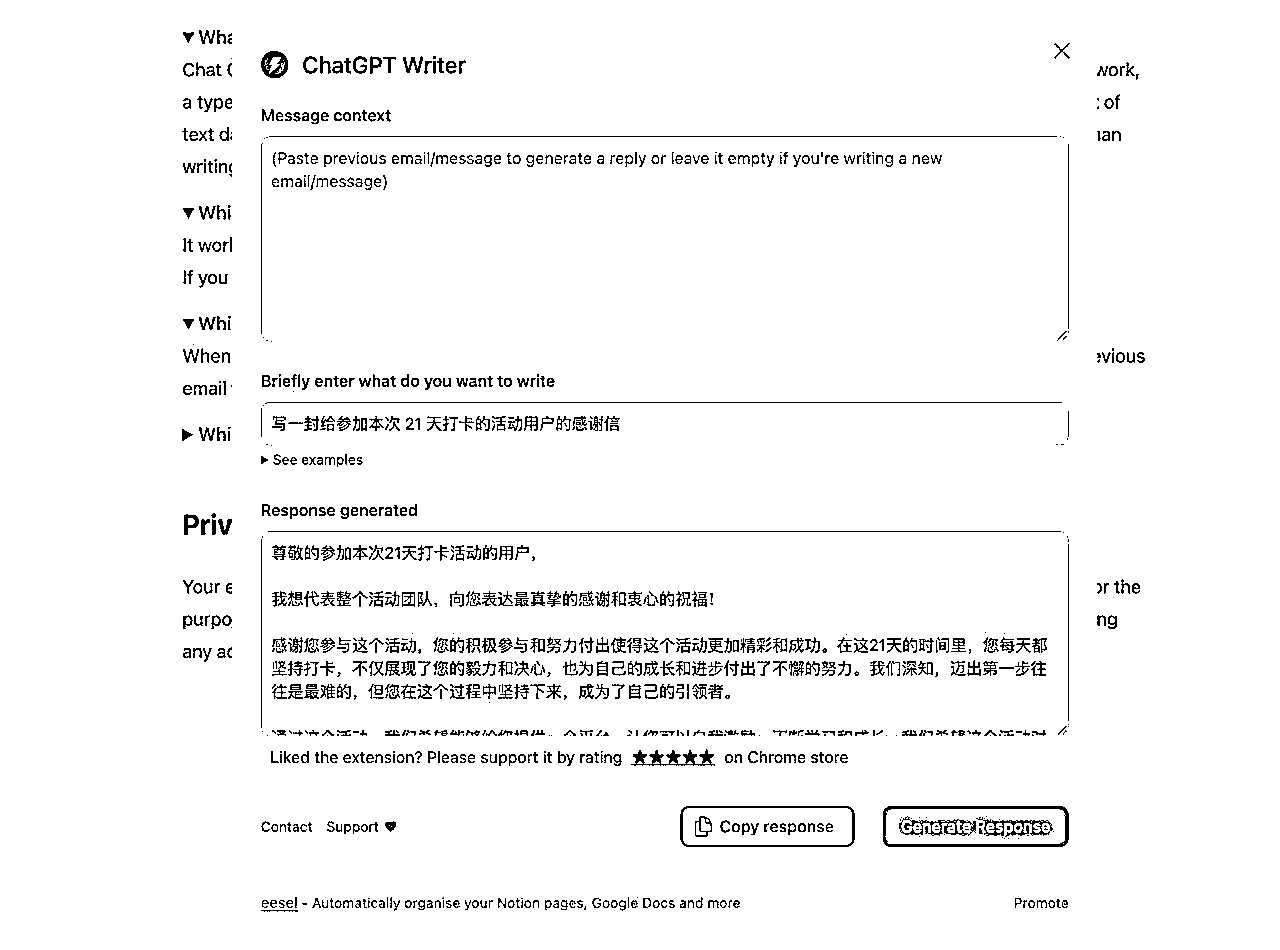 ▼ Wha
Chat work,
a type of
text da
writing
▼ Whi
It work
If you
▼ Whi
When evious
email
▶ Whi
Priv
Your e or the
purpo ng
any ac
ChatGPT Writer
Message context
(Paste previous email/message to generate a reply or leave it empty if you're writing a new
email/message)
Briefly enter what do you want to write
写一封给参加本次 21 天打卡的活动用户的感谢信
▶ See examples
Response generated
尊敬的参加本次21天打卡活动的用户，
我想代表整个活动团队，向您表达最真挚的感谢和衷心的祝福！
感谢您参与这个活动，您的积极参与和努力付出使得这个活动更加精彩和成功。在这21天的时间里，您每天都
坚持打卡，不仅展现了您的毅力和决心，也为自己的成长和进步付出了不懈的努力。我们深知，迈出第一步往
往是最难的，但您在这个过程中坚持下来，成为了自己的引领者。
Liked the extension? Please support it by rating ★★★★★ on Chrome store
Contact Support ♥
Copy response
Generate Response
eesel - Automatically organise your Notion pages, Google Docs and more
Promote